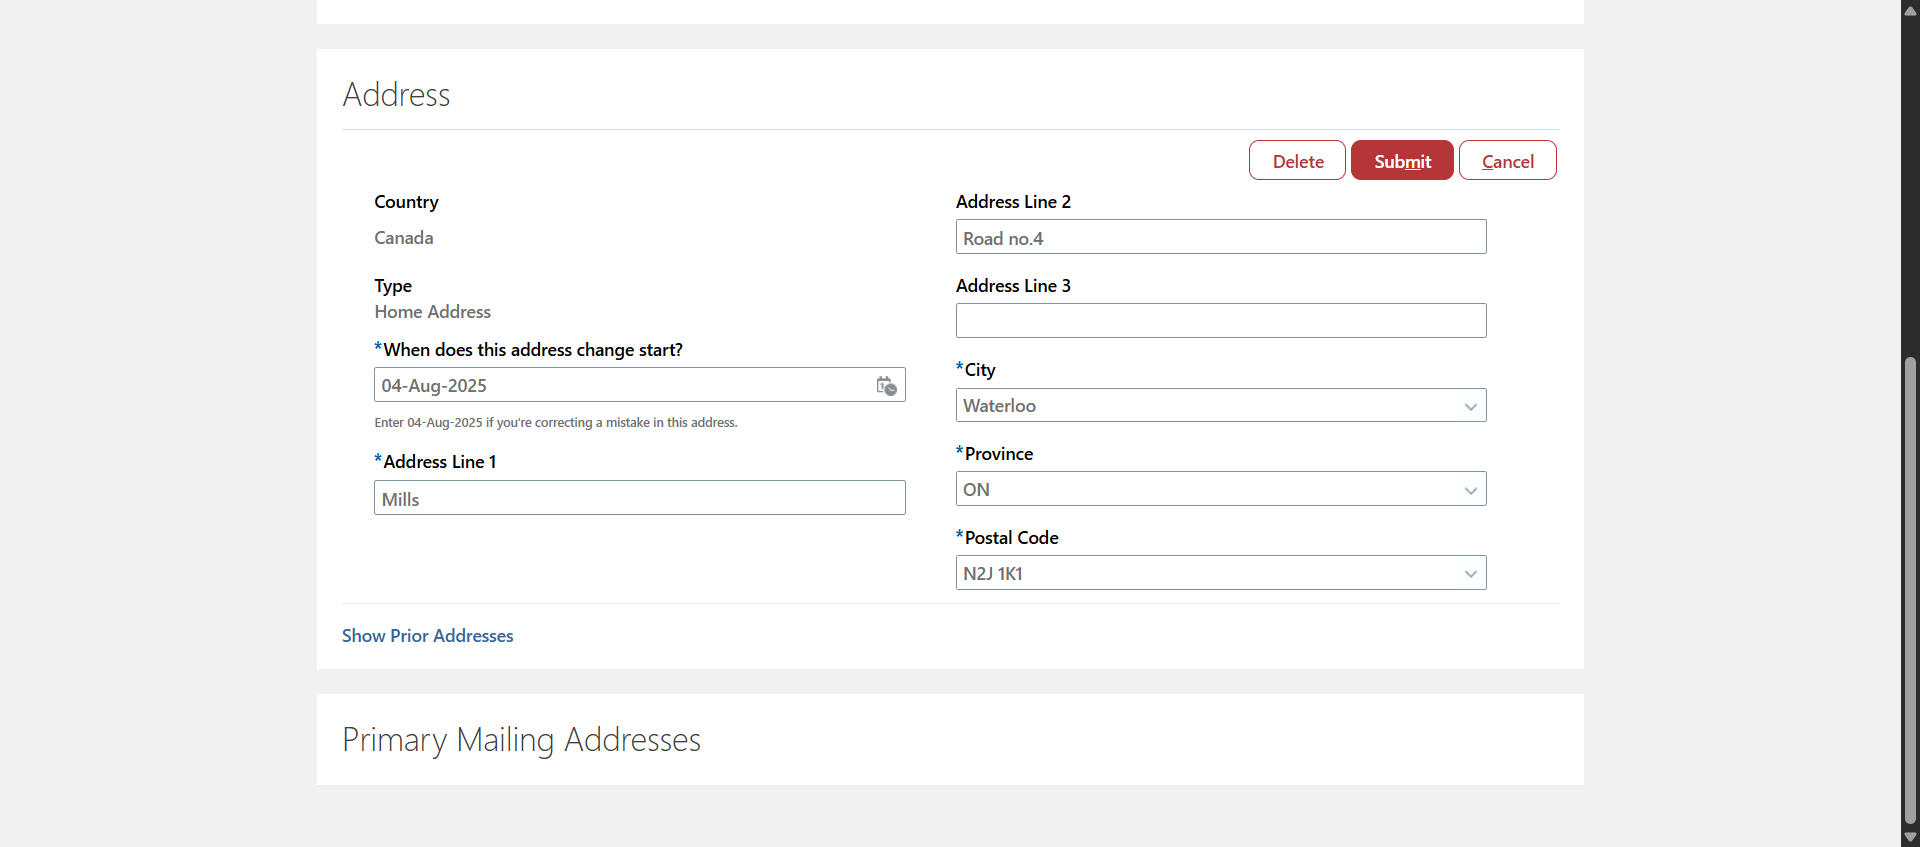 Address
Delete Submit Cancel
Country
Canada
Type
Home Address
*When does this address change start?
04-Aug-2025
Enter 04-Aug-2025 if you're correcting a mistake in this address.
*Address Line 1
Mills
Address Line 2
Road no.4
Address Line 3
*City
Waterloo
*Province
ON
*Postal Code
N2J 1K1
Show Prior Addresses
Primary Mailing Addresses